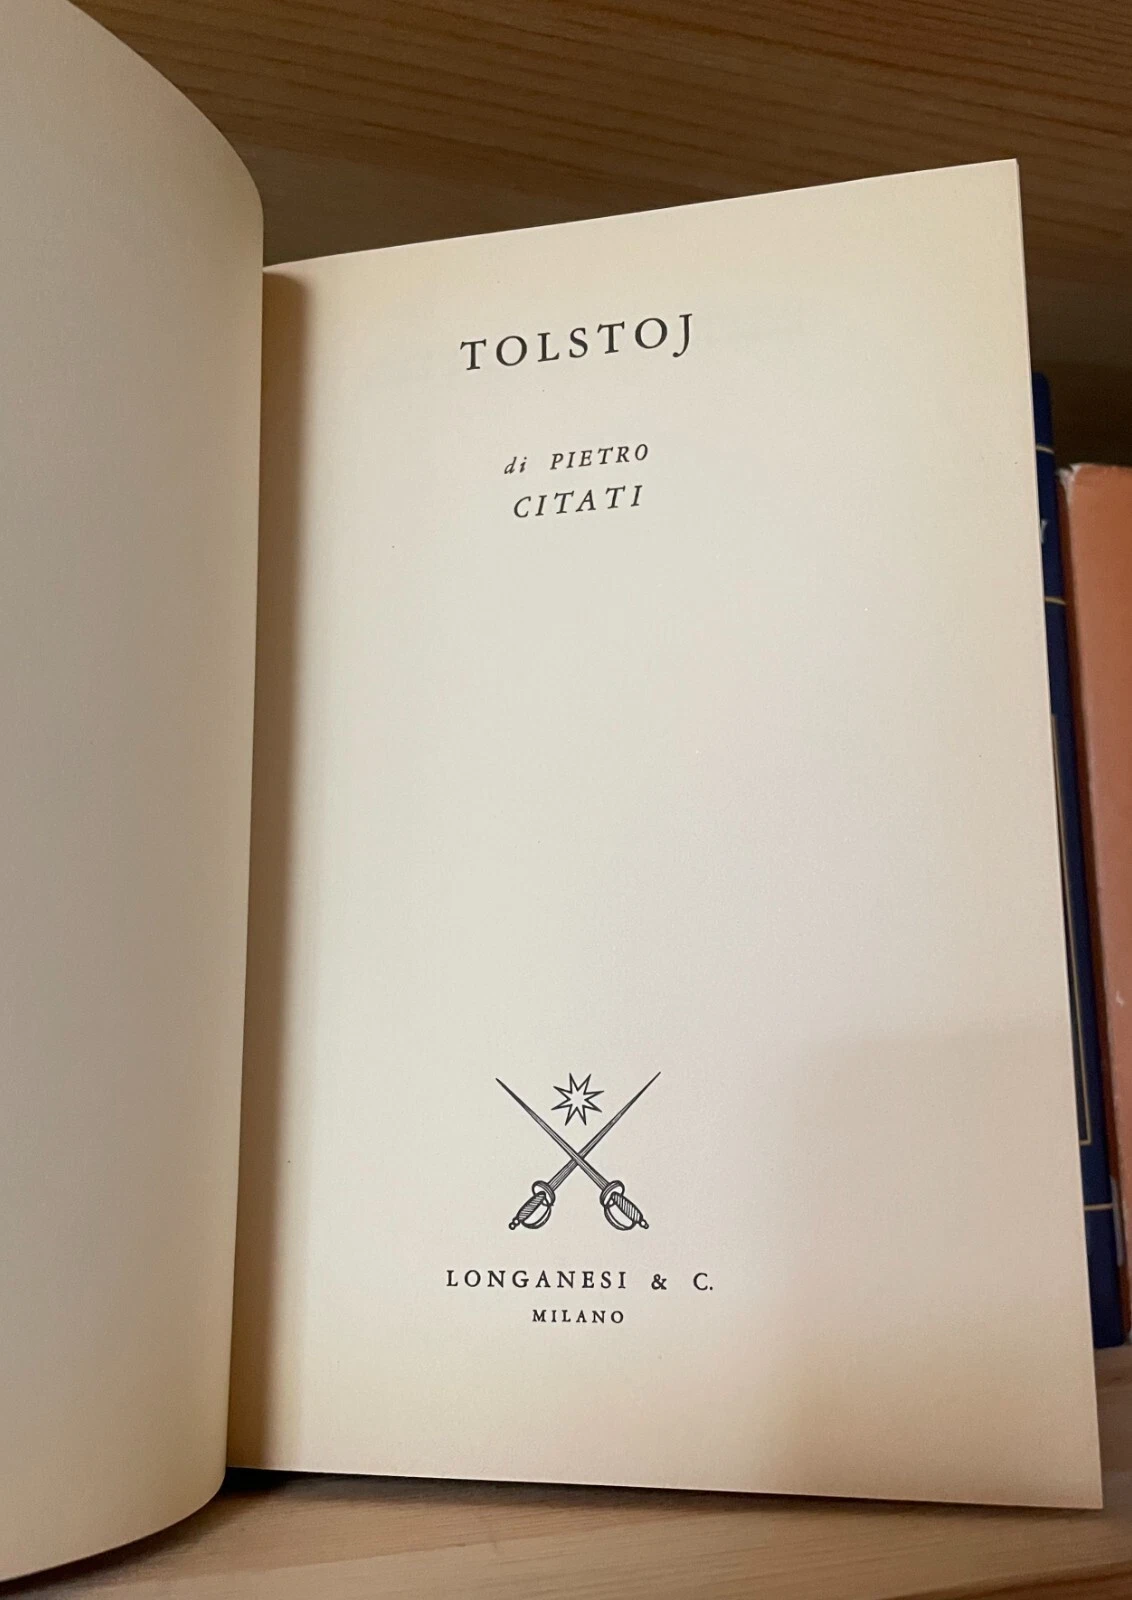 TOLSTOJ
di PIETRO
CITATI
LONGANESI & C.
MILANO